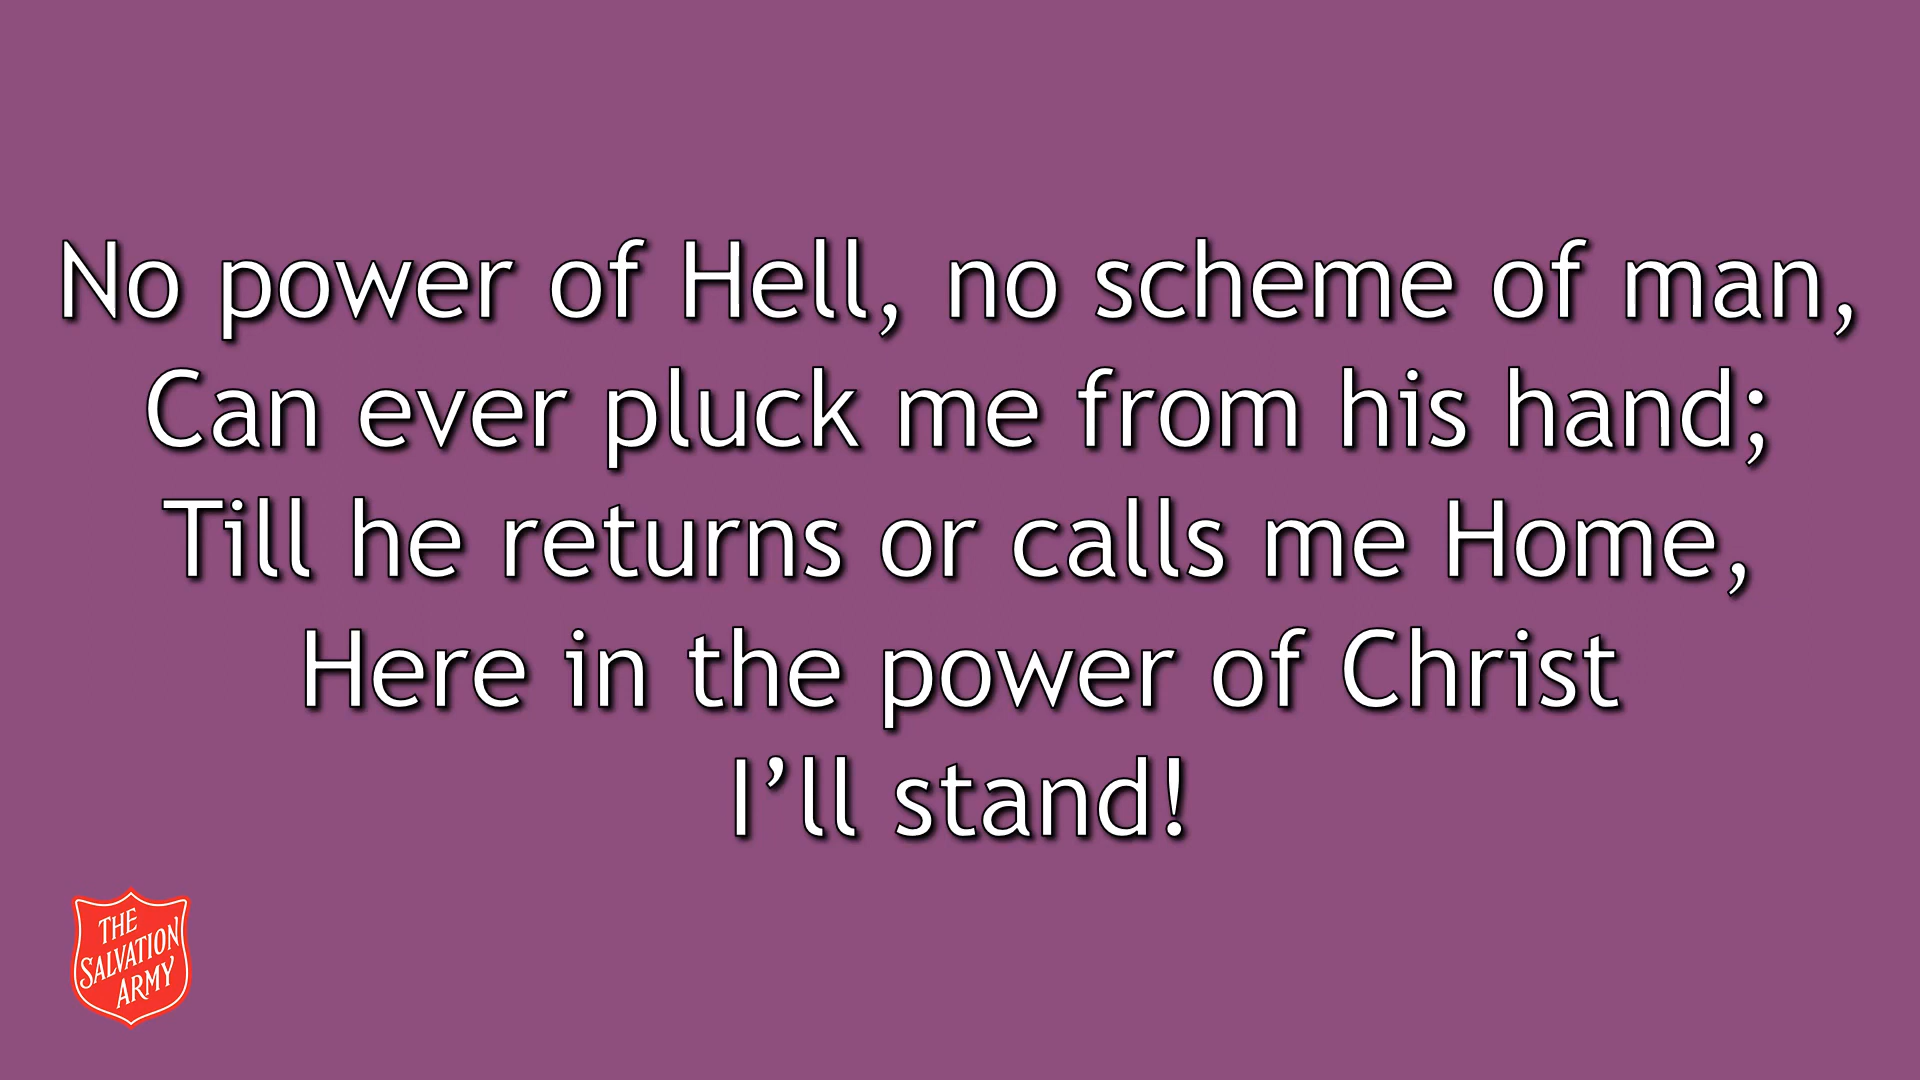 No power of Hell, no scheme of man,
Can ever pluck me from his hand;
Till he returns or calls me Home,
Here in the power of Christ
I’ll stand!
THE
SALVATION
ARMY